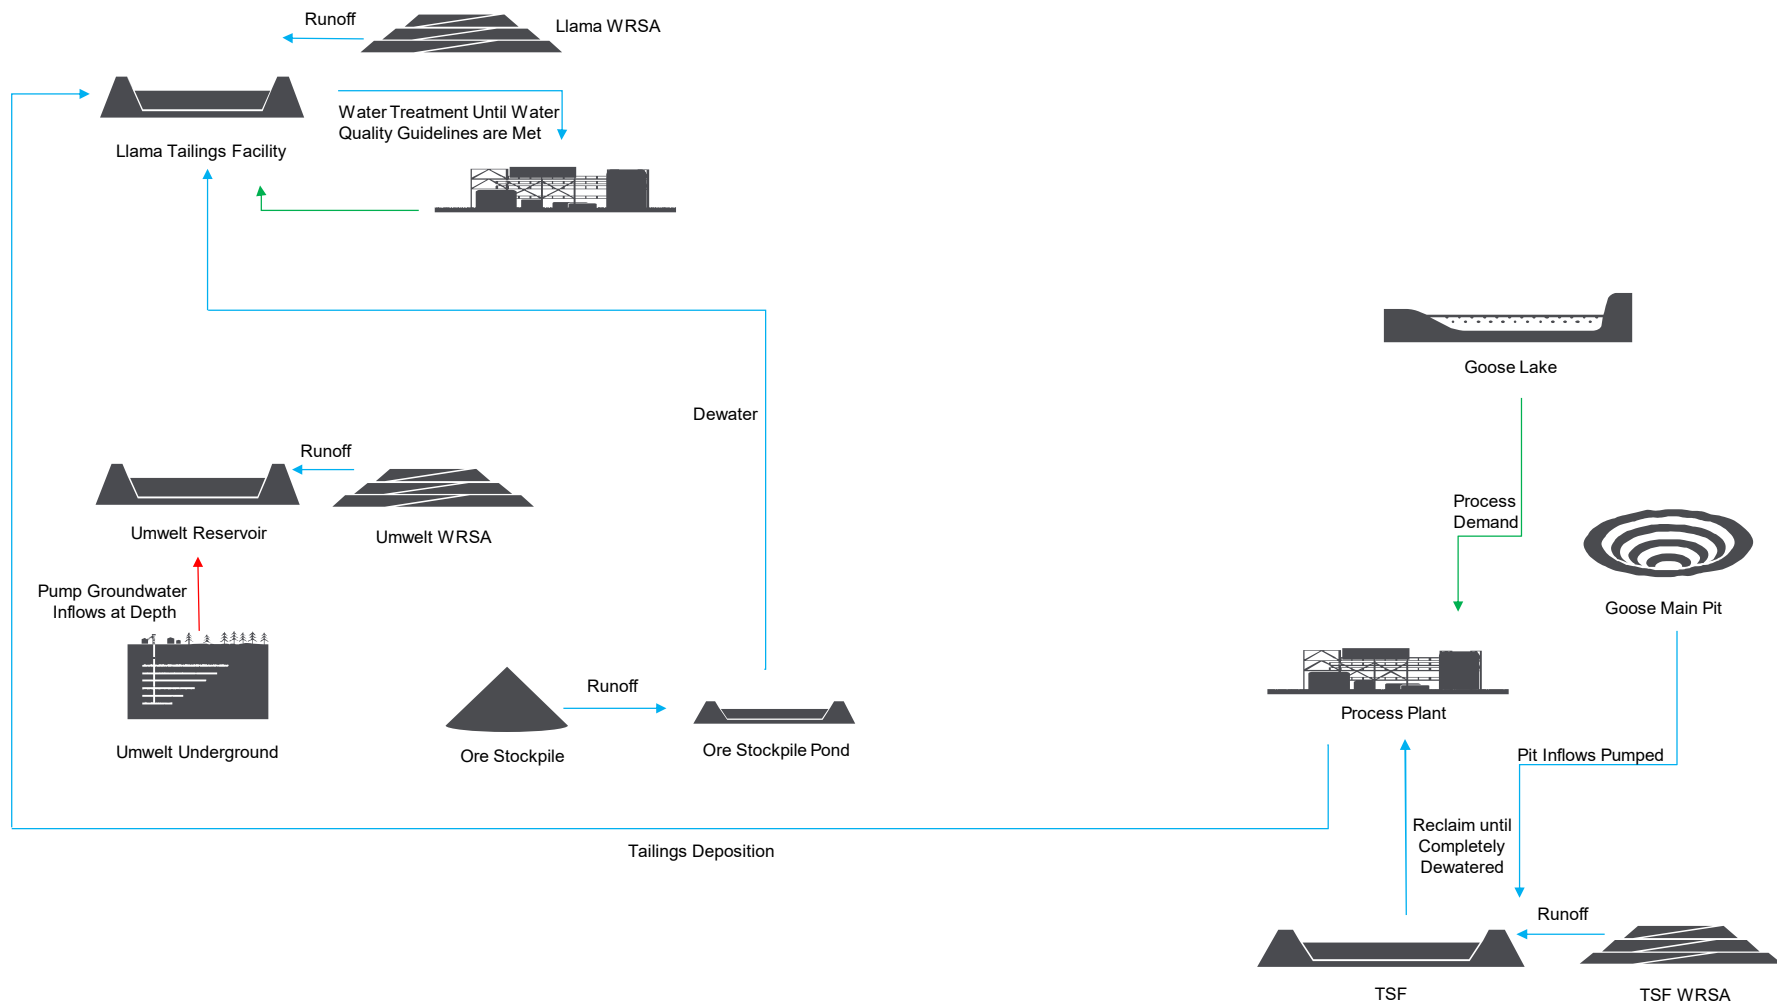 Runoff
Llama WRSA
Water Treatment Until Water
Quality Guidelines are Met
Llama Tailings Facility
Goose Lake
Dewater
Runoff
Process
Demand
Umwelt Reservoir
Umwelt WRSA
Pump Groundwater
Inflows at Depth
Goose Main Pit
Runoff
Process Plant
Umwelt Underground
Ore Stockpile
Ore Stockpile Pond
Pit Inflows Pumped
Reclaim until
Completely
Dewatered
Tailings Deposition
Runoff
TSF
TSF WRSA